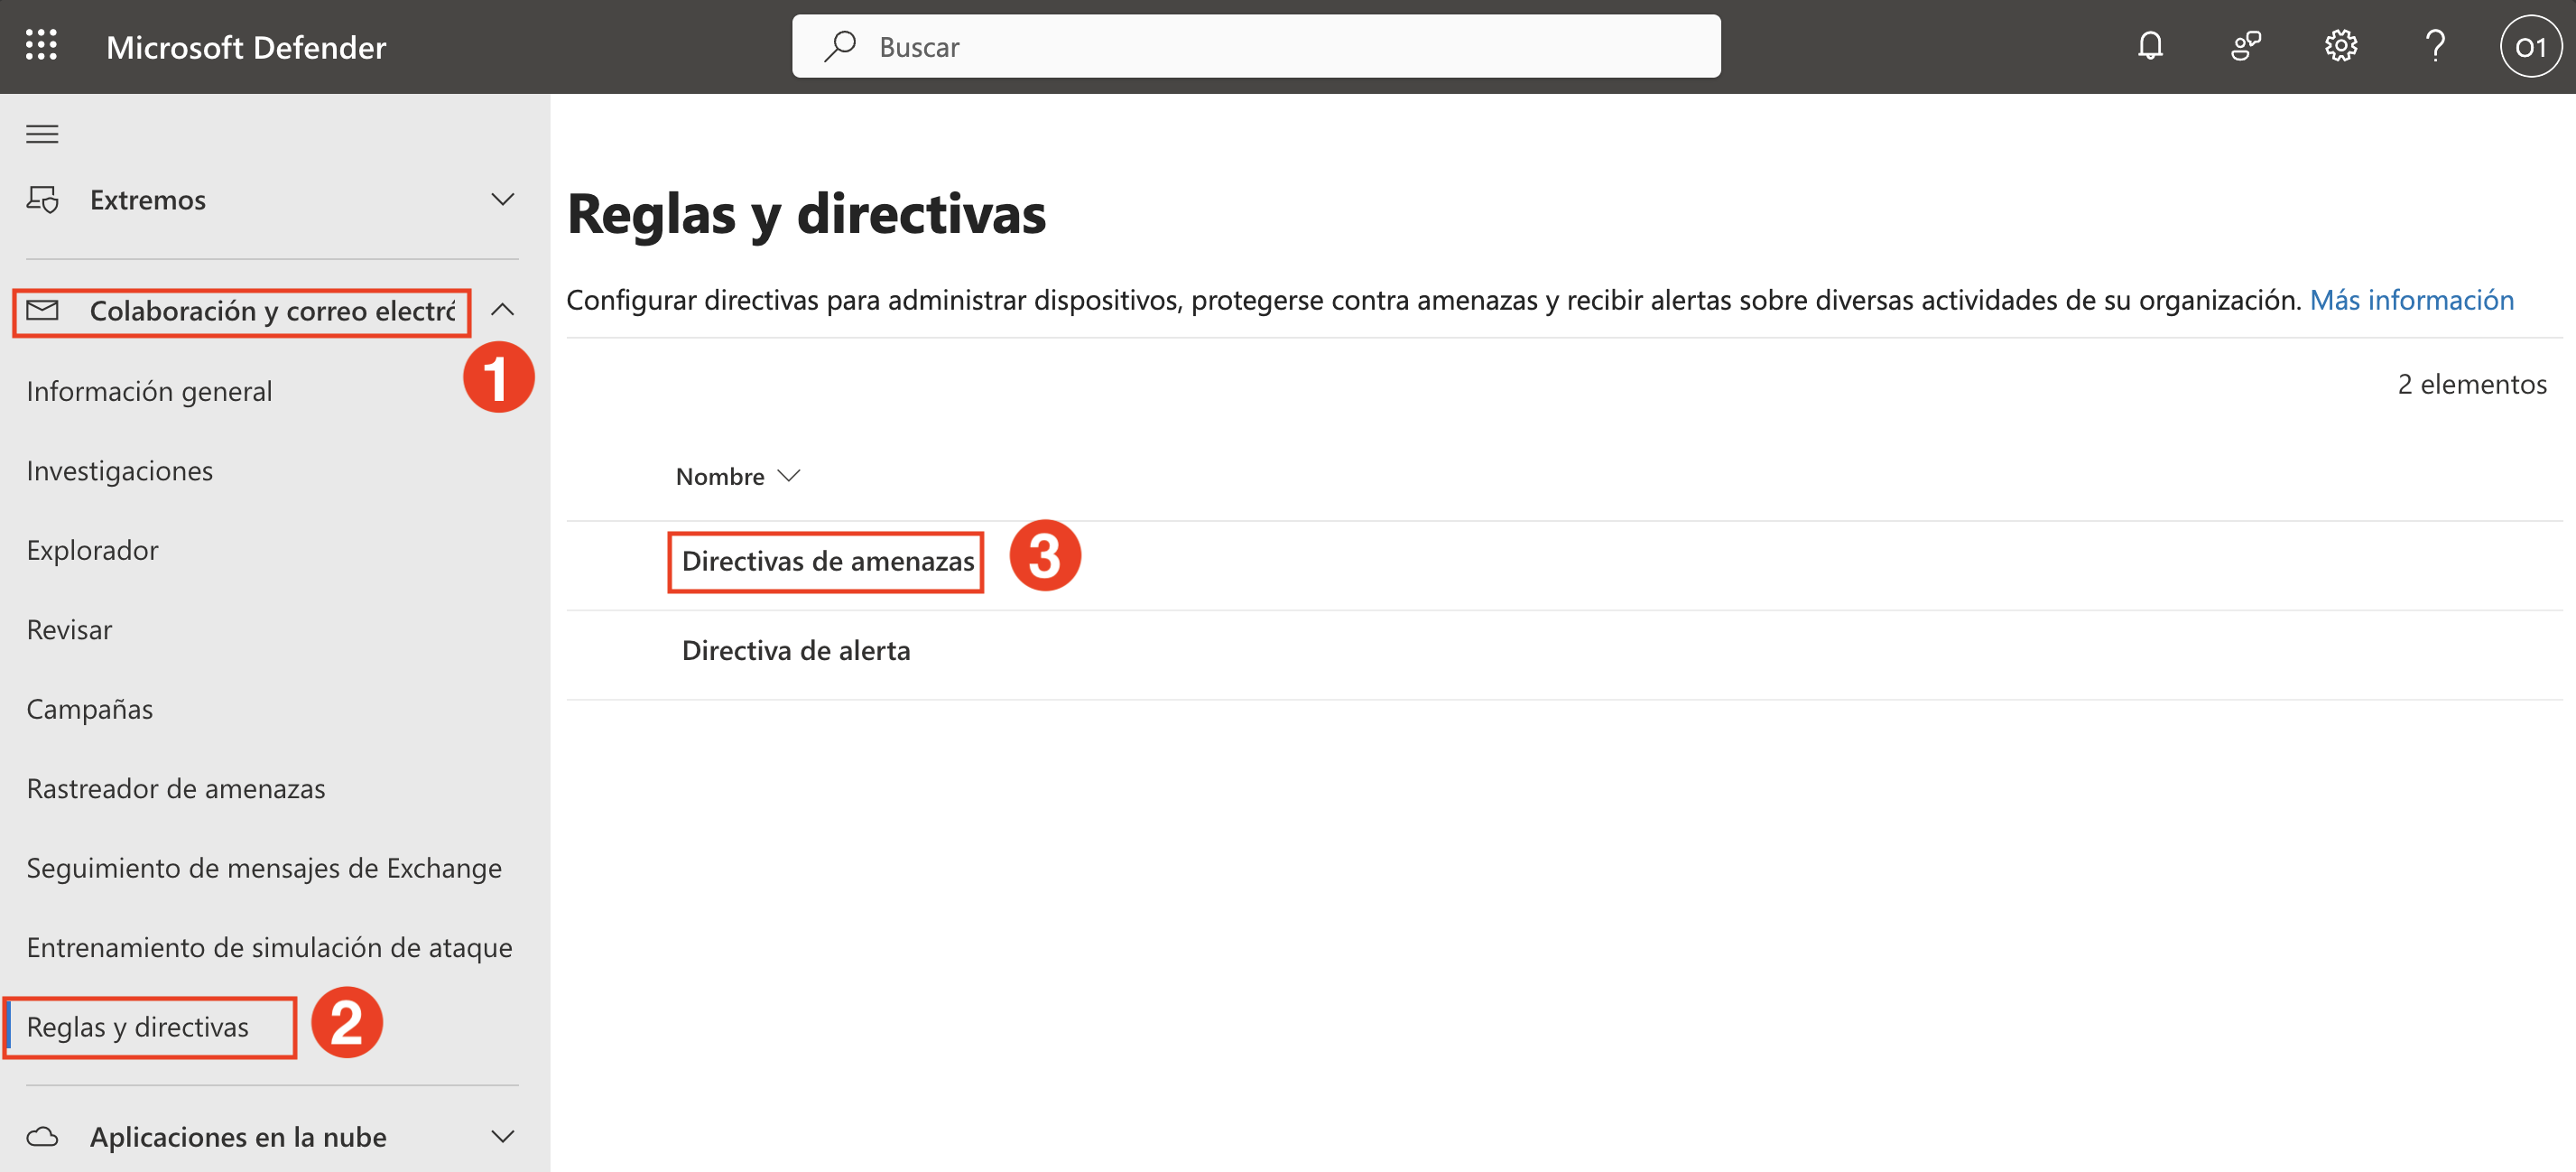 Microsoft Defender
Buscar
O1
Extremos
Colaboración y correo electró
1
Información general
Investigaciones
Explorador
Revisar
Campañas
Rastreador de amenazas
Seguimiento de mensajes de Exchange
Entrenamiento de simulación de ataque
Reglas y directivas
2
Aplicaciones en la nube
Reglas y directivas
Configurar directivas para administrar dispositivos, protegerse contra amenazas y recibir alertas sobre diversas actividades de su organización. Más información
2 elementos
Nombre
Directivas de amenazas
3
Directiva de alerta